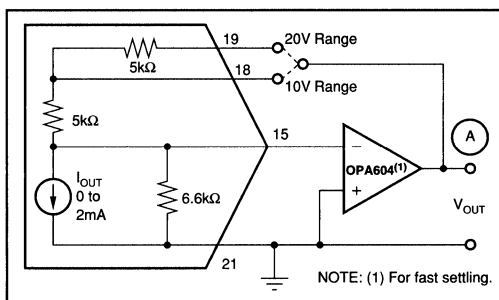 19
20V Range
5kΩ
18
10V Range
5kΩ
15
A
–
OPA604(1)
+
IOUT
0 to
2mA
6.6kΩ
VOUT
21
NOTE: (1) For fast settling.